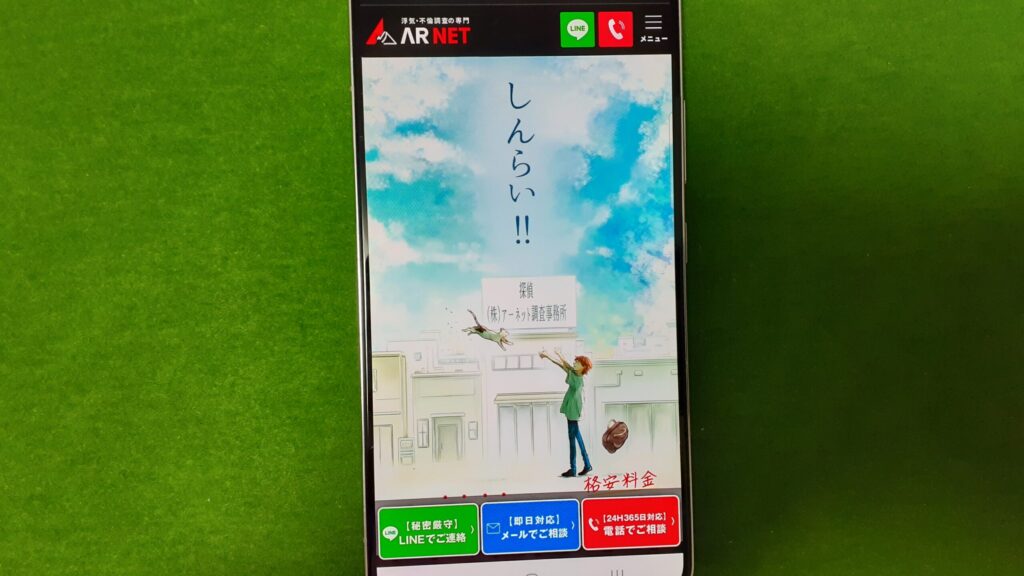 浮気・不倫調査の専門
AR NET
LINE
メニュー
しんらい!!
探偵
(株)アーネット調査事務所
格安料金
【秘密厳守】
LINE
LINEでご連絡
【即日対応】
メールでご相談
【24H365日対応】
電話でご相談